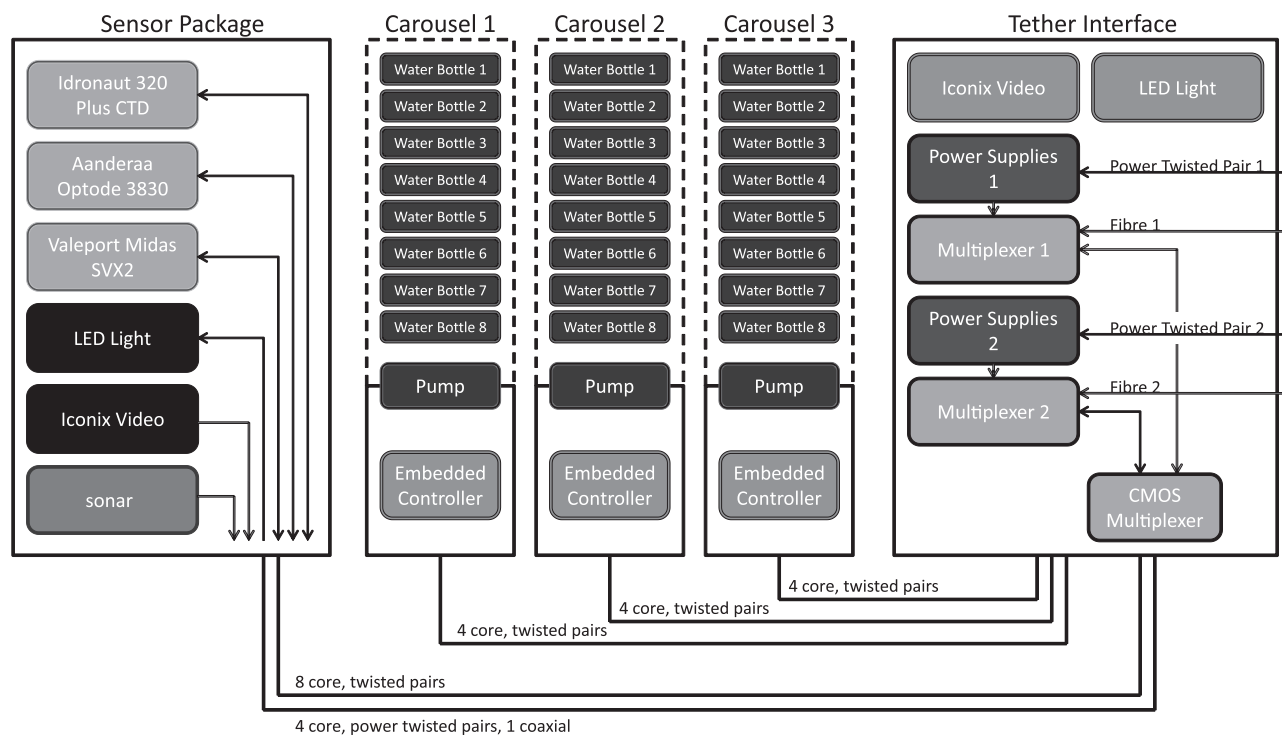 Sensor Package
Idronaut 320
Plus CTD
Aanderaa
Optode 3830
Valeport Midas
SVX2
LED Light
Iconix Video
sonar
Carousel 1
Water Bottle 1
Water Bottle 2
Water Bottle 3
Water Bottle 4
Water Bottle 5
Water Bottle 6
Water Bottle 7
Water Bottle 8
Pump
Embedded
Controller
Carousel 2
Water Bottle 1
Water Bottle 2
Water Bottle 3
Water Bottle 4
Water Bottle 5
Water Bottle 6
Water Bottle 7
Water Bottle 8
Pump
Embedded
Controller
Carousel 3
Water Bottle 1
Water Bottle 2
Water Bottle 3
Water Bottle 4
Water Bottle 5
Water Bottle 6
Water Bottle 7
Water Bottle 8
Pump
Embedded
Controller
Tether Interface
Iconix Video
LED Light
Power Supplies
1
Power Twisted Pair 1
Fibre 1
Multiplexer 1
Power Supplies
2
Power Twisted Pair 2
Fibre 2
Multiplexer 2
CMOS
Multiplexer
4 core, twisted pairs
4 core, twisted pairs
4 core, twisted pairs
8 core, twisted pairs
4 core, power twisted pairs, 1 coaxial